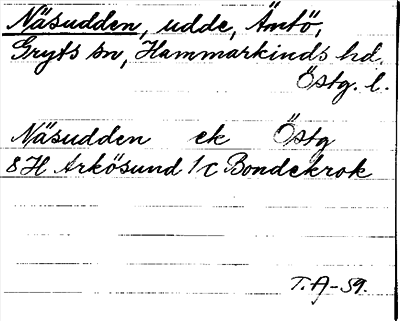 Näsudden, udde, Äntö,
Gryts sn, Hammarkinds hd.
Östg. l.
Näsudden ek Östg
8H Arkösund 1c Bondekrok
T.A-59.